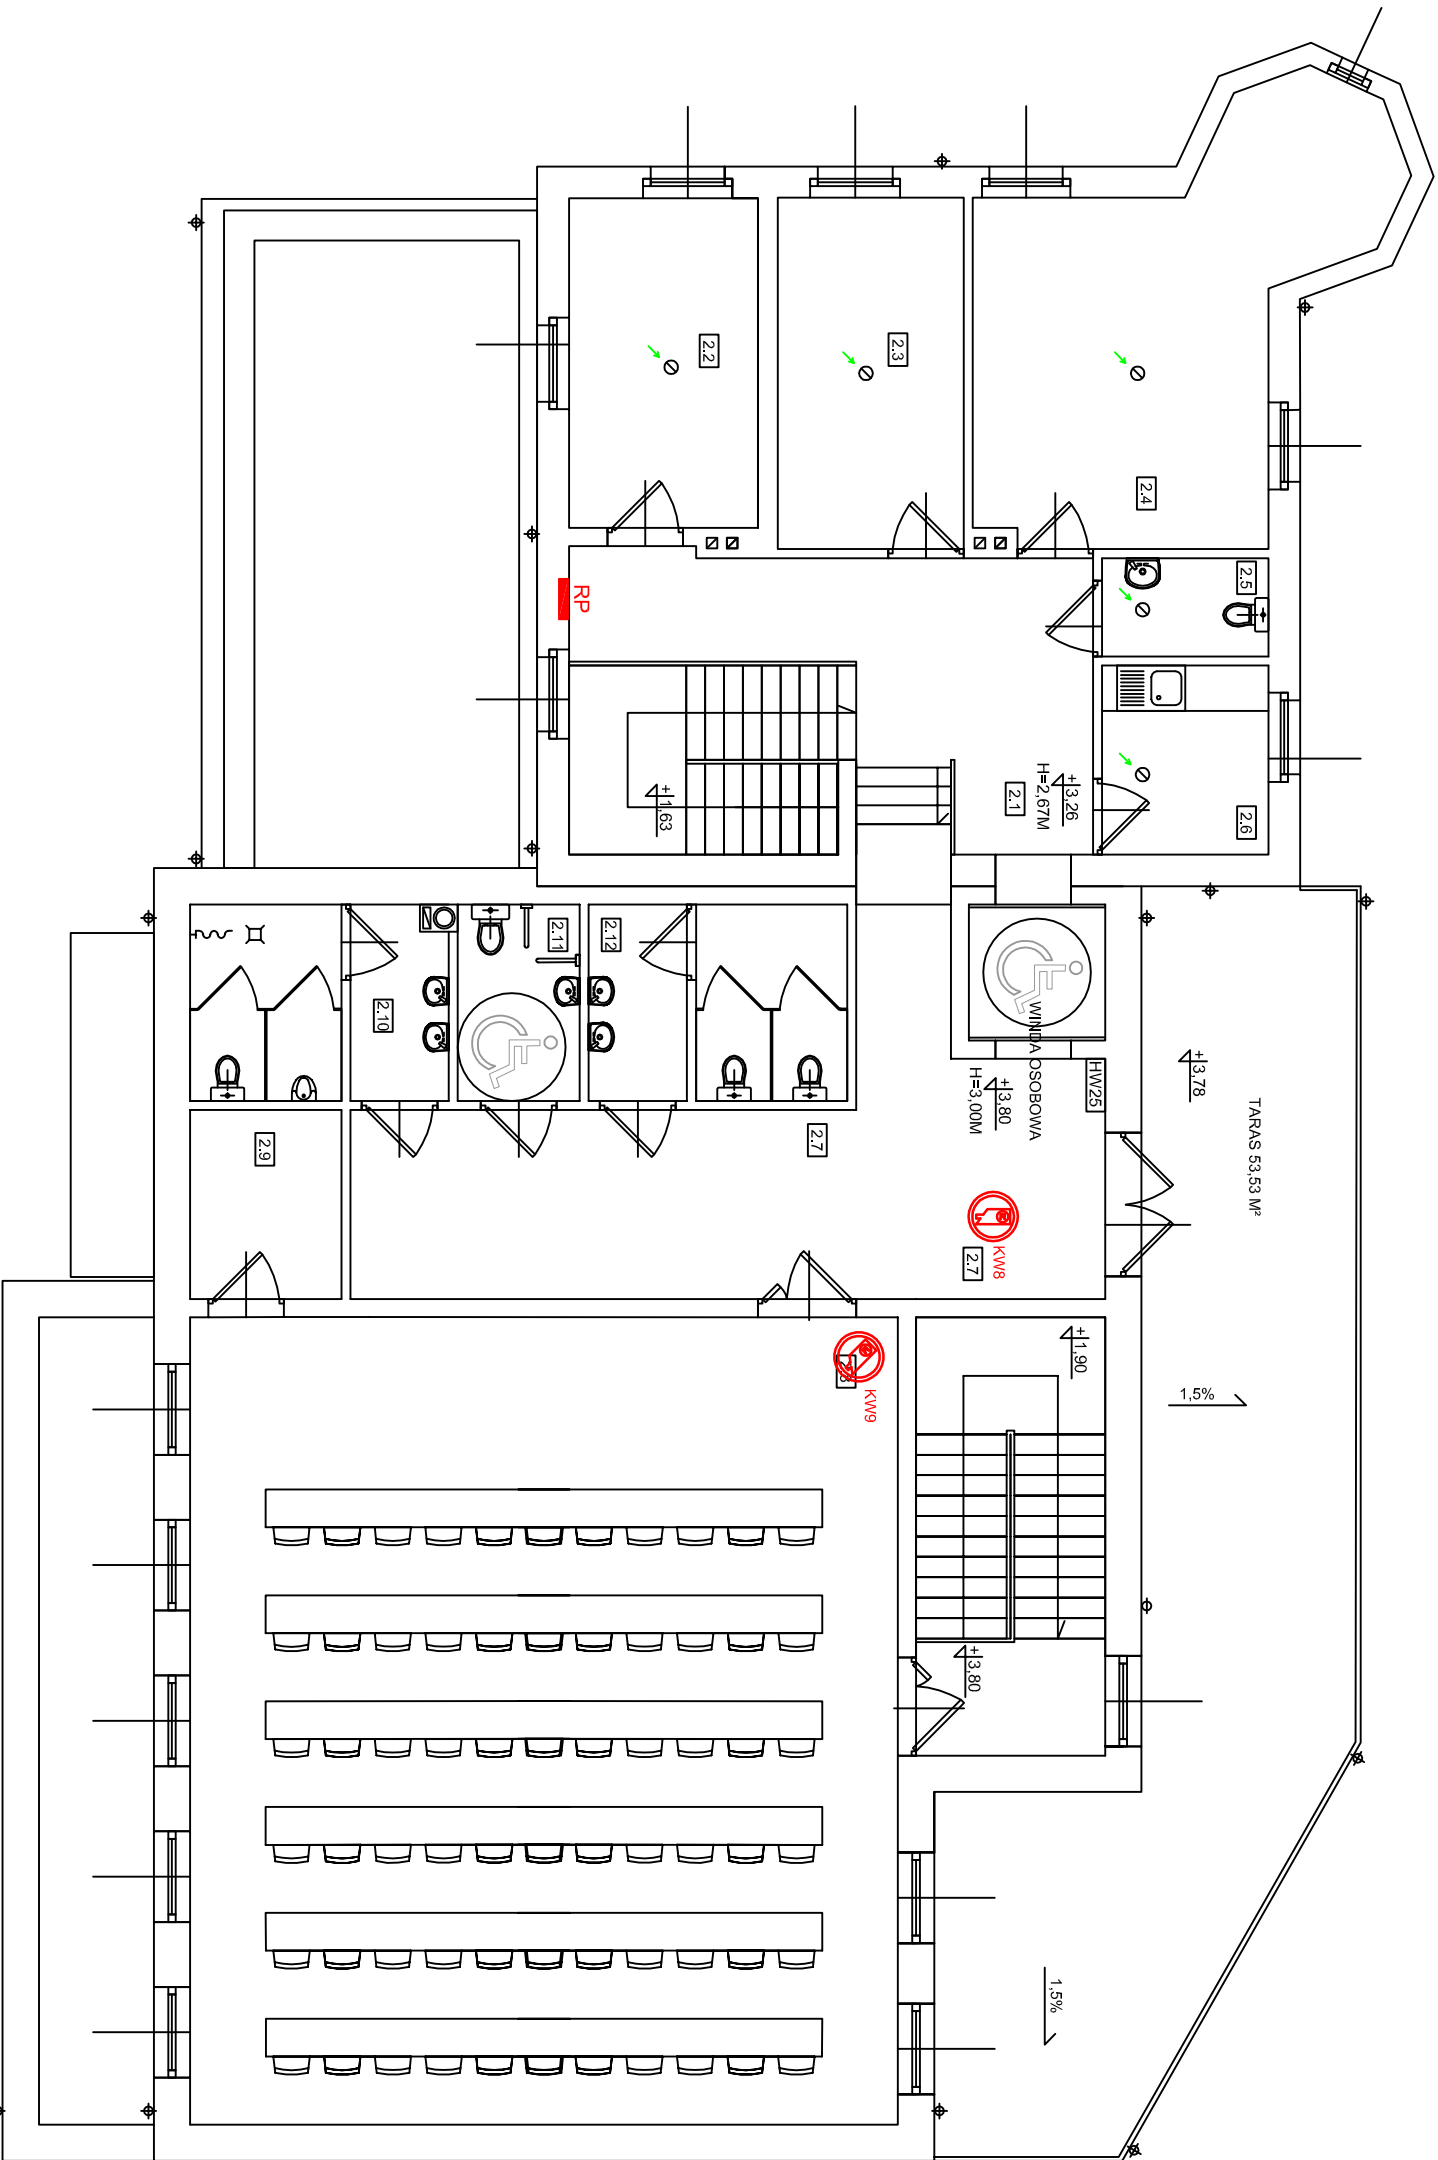 2.2
2.3
2.4
2.5
RP
+3,26
H=2,67M
2.1
+1,63
2.6
2.11
2.12
2.10
WINDA OSOBOWA
HW25
+3,80
H=3,00M
+3,78
TARAS 53,53 M²
2.9
2.7
KW8
2.7
+1,90
KW9
1,5%
+3,80
1,5%